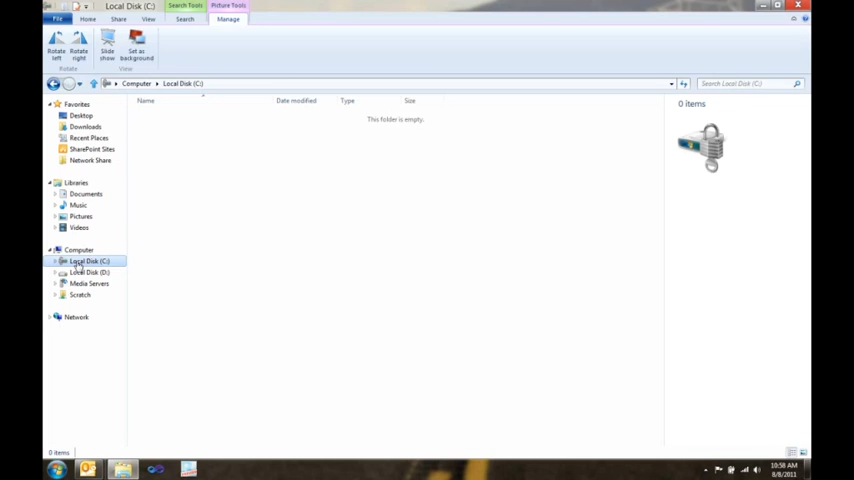 Local Disk (C:)
Search Tools
Picture Tools
File
Home
Share
View
Search
Manage
Rotate left
Rotate right
Slide show
Set as background
Rotate
View
Computer
Local Disk (C:)
Search Local Disk (C:)
Favorites
Desktop
Downloads
Recent Places
SharePoint Sites
Network Share
Libraries
Documents
Music
Pictures
Videos
Computer
Local Disk (C:)
Local Disk (D:)
Media Servers
Scratch
Network
Name
Date modified
Type
Size
This folder is empty.
0 items
0 items
10:58 AM
8/8/2011